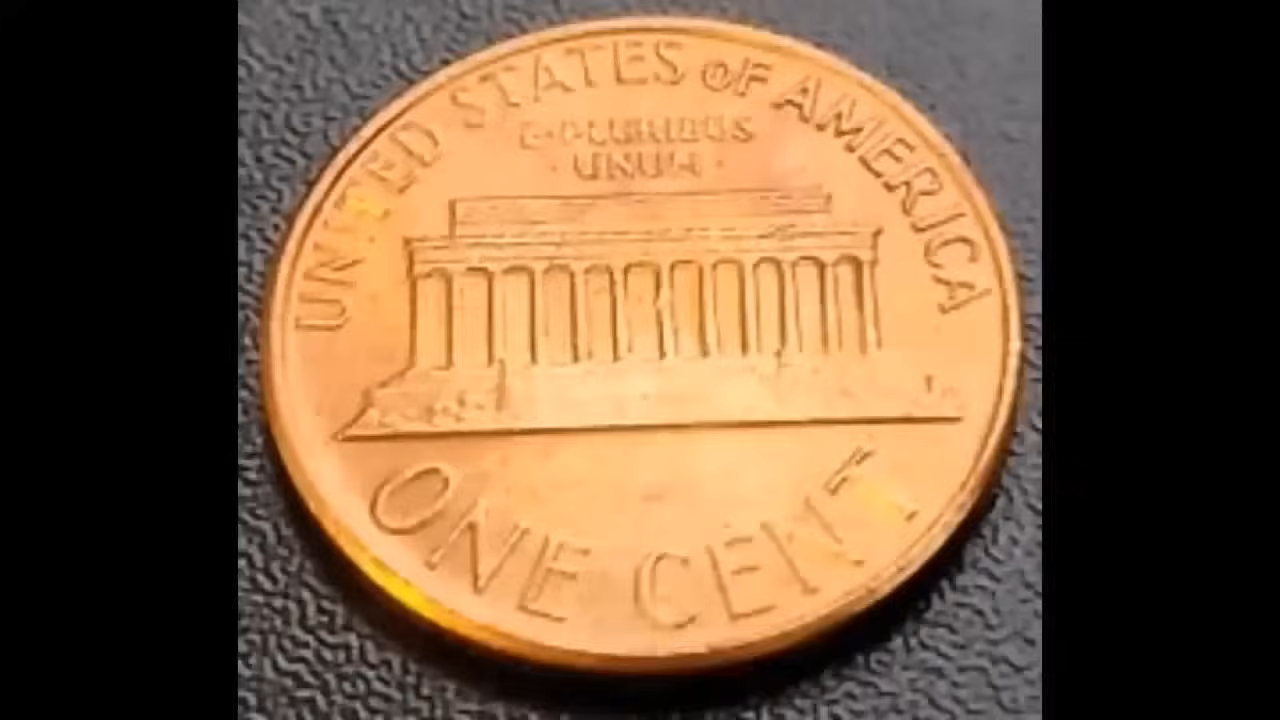 UNITED STATES OF AMERICA
E·PLURIBUS
·UNUM·
ONE CENT